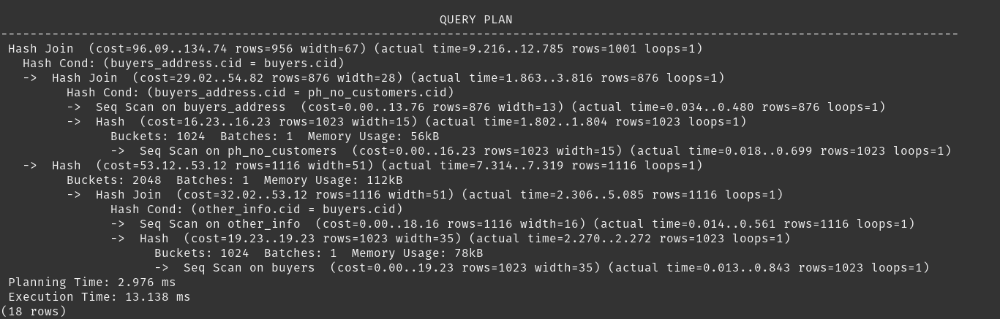 QUERY PLAN
-----------------------------------------------------------------------------------------------------------------------------------
Hash Join  (cost=96.09..134.74 rows=956 width=67) (actual time=9.216..12.785 rows=1001 loops=1)
  Hash Cond: (buyers_address.cid = buyers.cid)
  ->  Hash Join  (cost=29.02..54.82 rows=876 width=28) (actual time=1.863..3.816 rows=876 loops=1)
        Hash Cond: (buyers_address.cid = ph_no_customers.cid)
        ->  Seq Scan on buyers_address  (cost=0.00..13.76 rows=876 width=13) (actual time=0.034..0.480 rows=876 loops=1)
        ->  Hash  (cost=16.23..16.23 rows=1023 width=15) (actual time=1.802..1.804 rows=1023 loops=1)
              Buckets: 1024  Batches: 1  Memory Usage: 56kB
              ->  Seq Scan on ph_no_customers  (cost=0.00..16.23 rows=1023 width=15) (actual time=0.018..0.699 rows=1023 loops=1)
  ->  Hash  (cost=53.12..53.12 rows=1116 width=51) (actual time=7.314..7.319 rows=1116 loops=1)
        Buckets: 2048  Batches: 1  Memory Usage: 112kB
        ->  Hash Join  (cost=32.02..53.12 rows=1116 width=51) (actual time=2.306..5.085 rows=1116 loops=1)
              Hash Cond: (other_info.cid = buyers.cid)
              ->  Seq Scan on other_info  (cost=0.00..18.16 rows=1116 width=16) (actual time=0.014..0.561 rows=1116 loops=1)
              ->  Hash  (cost=19.23..19.23 rows=1023 width=35) (actual time=2.270..2.272 rows=1023 loops=1)
                    Buckets: 1024  Batches: 1  Memory Usage: 78kB
                    ->  Seq Scan on buyers  (cost=0.00..19.23 rows=1023 width=35) (actual time=0.013..0.843 rows=1023 loops=1)
Planning Time: 2.976 ms
Execution Time: 13.138 ms
(18 rows)